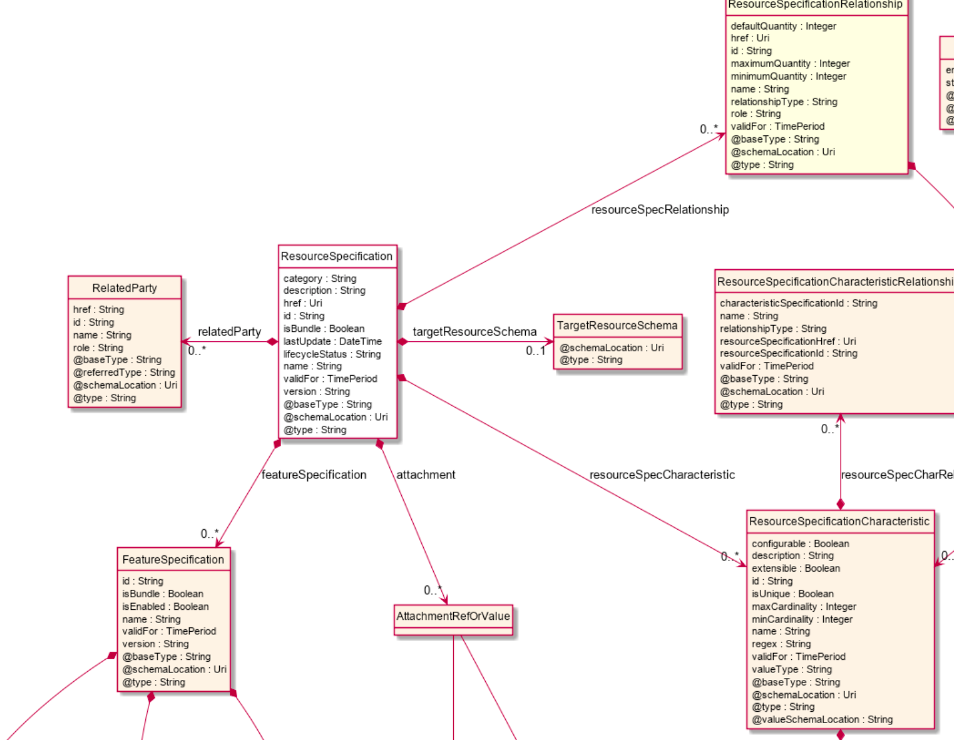 ResourceSpecificationRelationship
defaultQuantity : Integer
href : Uri
id : String
maximumQuantity : Integer
minimumQuantity : Integer
name : String
relationshipType : String
role : String
validFor : TimePeriod
@baseType : String
@schemaLocation : Uri
@type : String
0..*
resourceSpecRelationship
ResourceSpecification
category : String
description : String
href : Uri
id : String
isBundle : Boolean
lastUpdate : DateTime
lifecycleStatus : String
name : String
validFor : TimePeriod
version : String
@baseType : String
@schemaLocation : Uri
@type : String
RelatedParty
href : String
id : String
name : String
role : String
@baseType : String
@referredType : String
@schemaLocation : Uri
@type : String
relatedParty
0..*
targetResourceSchema
0..1
TargetResourceSchema
@schemaLocation : Uri
@type : String
ResourceSpecificationCharacteristicRelationshi
characteristicSpecificationId : String
name : String
relationshipType : String
resourceSpecificationHref : Uri
resourceSpecificationId : String
validFor : TimePeriod
@baseType : String
@schemaLocation : Uri
@type : String
0..*
resourceSpecCharRel
featureSpecification
0..*
attachment
0..*
resourceSpecCharacteristic
0..*
0..
FeatureSpecification
id : String
isBundle : Boolean
isEnabled : Boolean
name : String
validFor : TimePeriod
version : String
@baseType : String
@schemaLocation : Uri
@type : String
AttachmentRefOrValue
ResourceSpecificationCharacteristic
configurable : Boolean
description : String
extensible : Boolean
id : String
isUnique : Boolean
maxCardinality : Integer
minCardinality : Integer
name : String
regex : String
validFor : TimePeriod
valueType : String
@baseType : String
@schemaLocation : Uri
@type : String
@valueSchemaLocation : String